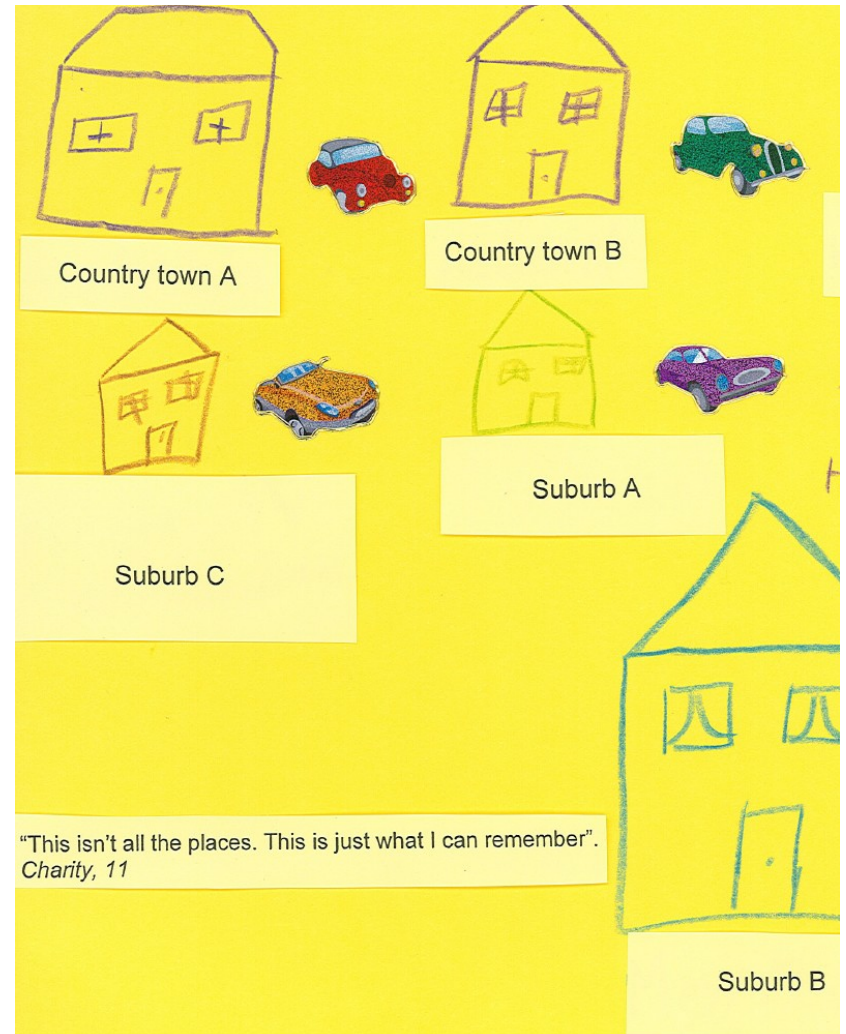 Country town A
Country town B
Suburb A
Suburb C
“This isn’t all the places. This is just what I can remember”.
Charity, 11
Suburb B